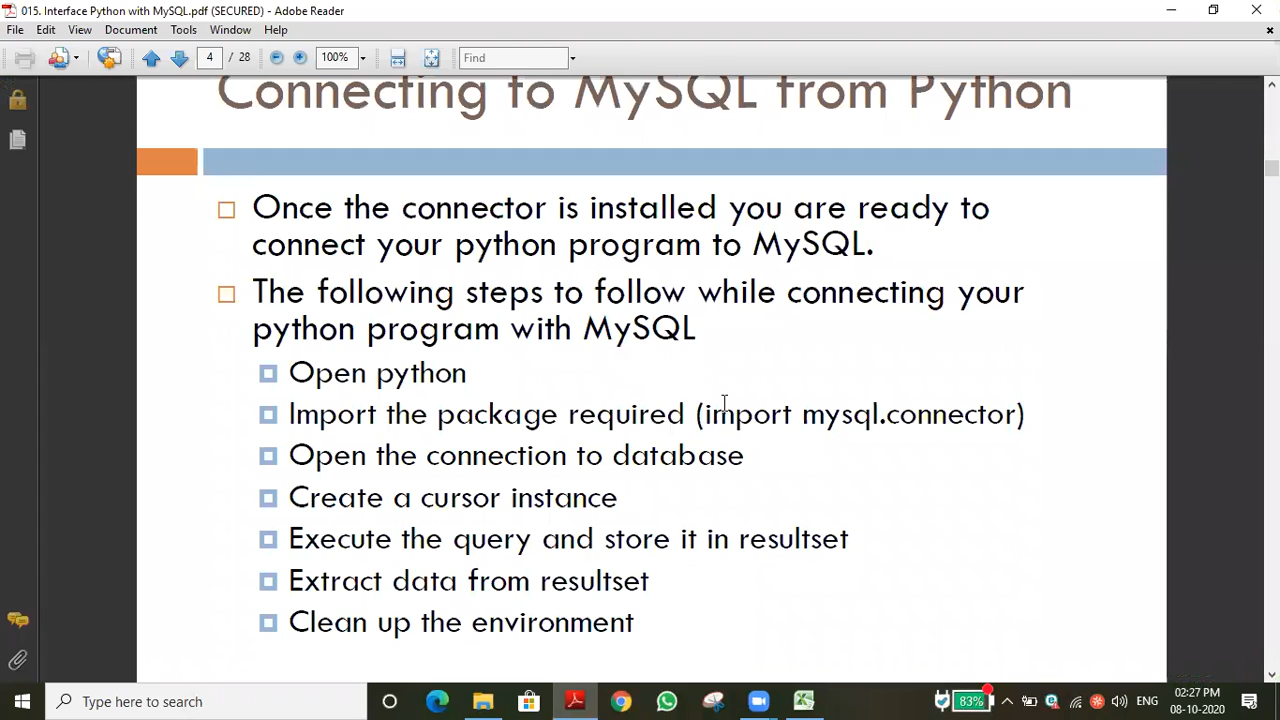 015. Interface Python with MySQL.pdf (SECURED) - Adobe Reader
File Edit View Document Tools Window Help
4 / 28 100% Find
Connecting to MySQL from Python
Once the connector is installed you are ready to
connect your python program to MySQL.
The following steps to follow while connecting your
python program with MySQL
Open python
Import the package required (import mysql.connector)
Open the connection to database
Create a cursor instance
Execute the query and store it in resultset
Extract data from resultset
Clean up the environment
Type here to search
83%
ENG
02:27 PM
08-10-2020